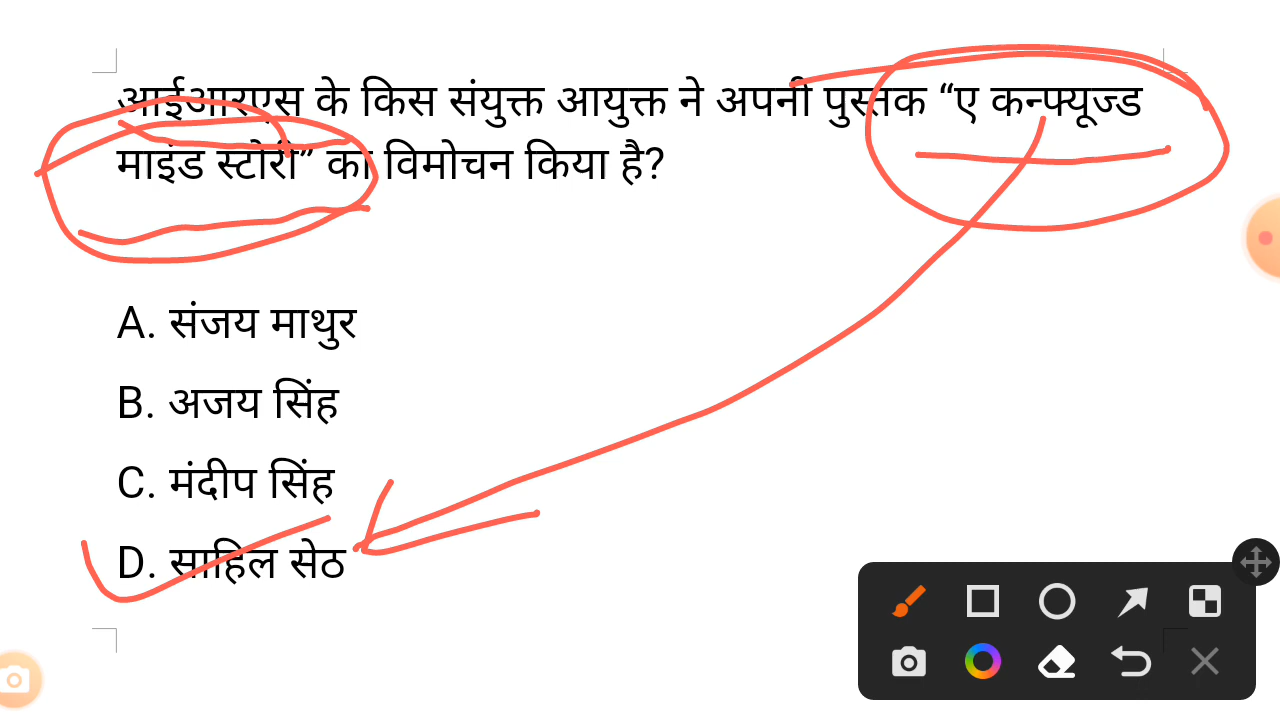 आईआरएस के किस संयुक्त आयुक्त ने अपनी पुस्तक “ए कन्फ्यूज्ड
माइंड स्टोरी” का विमोचन किया है?
A. संजय माथुर
B. अजय सिंह
C. मंदीप सिंह
D. साहिल सेठ